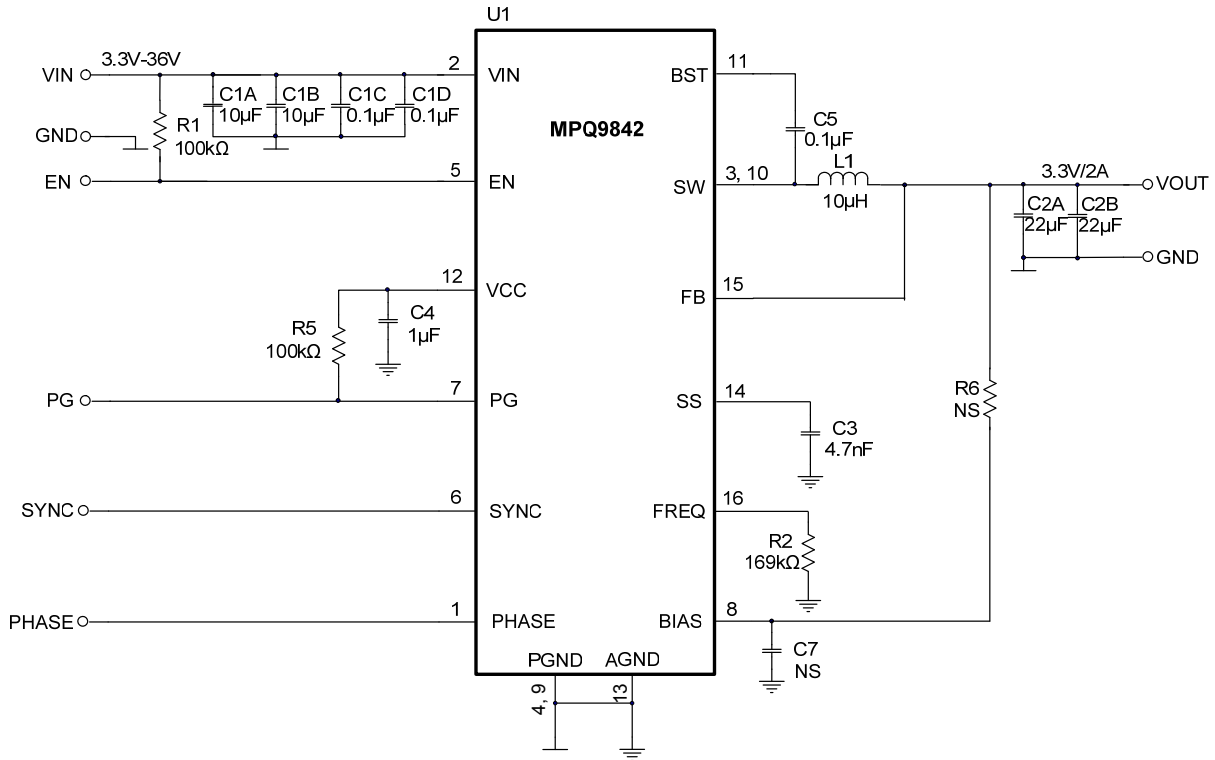 U1
3.3V-36V
VIN
2
VIN
C1A
10µF
C1B
10µF
C1C
0.1µF
C1D
0.1µF
GND
R1
100kΩ
EN
5
EN
MPQ9842
BST
11
C5
0.1µF
SW
3, 10
L1
10µH
3.3V/2A
VOUT
C2A
22µF
C2B
22µF
GND
FB
15
12
VCC
R5
100kΩ
C4
1µF
PG
7
PG
SS
14
C3
4.7nF
R6
NS
SYNC
6
SYNC
FREQ
16
R2
169kΩ
PHASE
1
PHASE
BIAS
8
C7
NS
PGND
AGND
4, 9
13